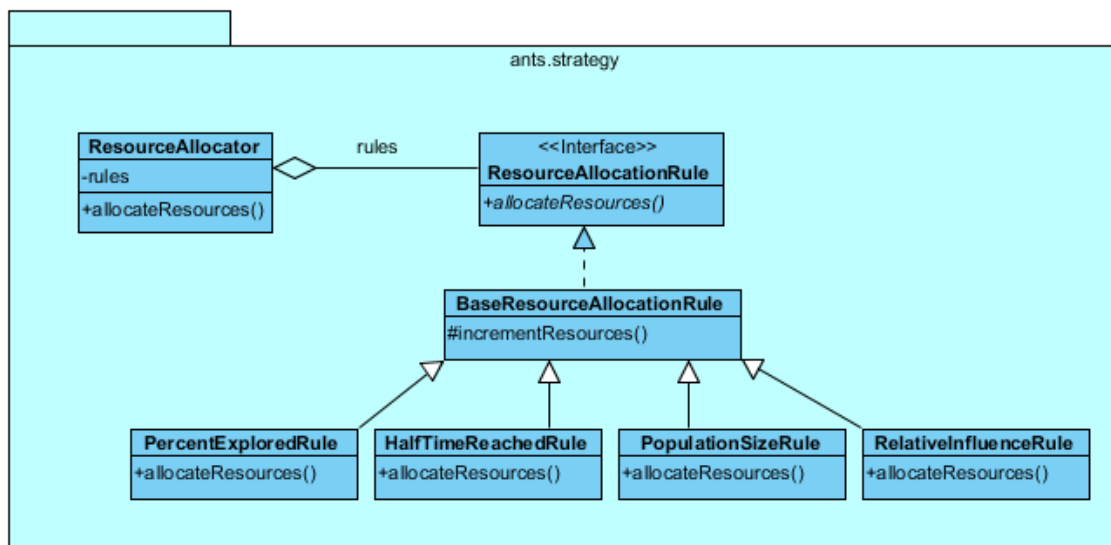 ants.strategy
ResourceAllocator
-rules
+allocateResources()
rules
<<Interface>>
ResourceAllocationRule
+allocateResources()
BaseResourceAllocationRule
#incrementResources()
PercentExploredRule
+allocateResources()
HalfTimeReachedRule
+allocateResources()
PopulationSizeRule
+allocateResources()
RelativeInfluenceRule
+allocateResources()